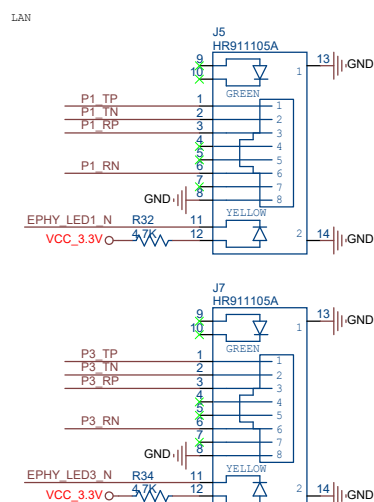 LAN
J5
HR911105A
9
10
GREEN
1
13
GND
P1_TP
1
1
P1_TN
2
2
P1_RP
3
3
4
4
5
5
P1_RN
6
6
7
7
GND
8
8
YELLOW
EPHY_LED1_N
R32
11
VCC_3.3V
4.7K
12
2
14
GND
J7
HR911105A
9
10
GREEN
1
13
GND
P3_TP
1
1
P3_TN
2
2
P3_RP
3
3
4
4
5
5
P3_RN
6
6
7
7
GND
8
8
YELLOW
EPHY_LED3_N
R34
11
VCC_3.3V
4.7K
12
2
14
GND